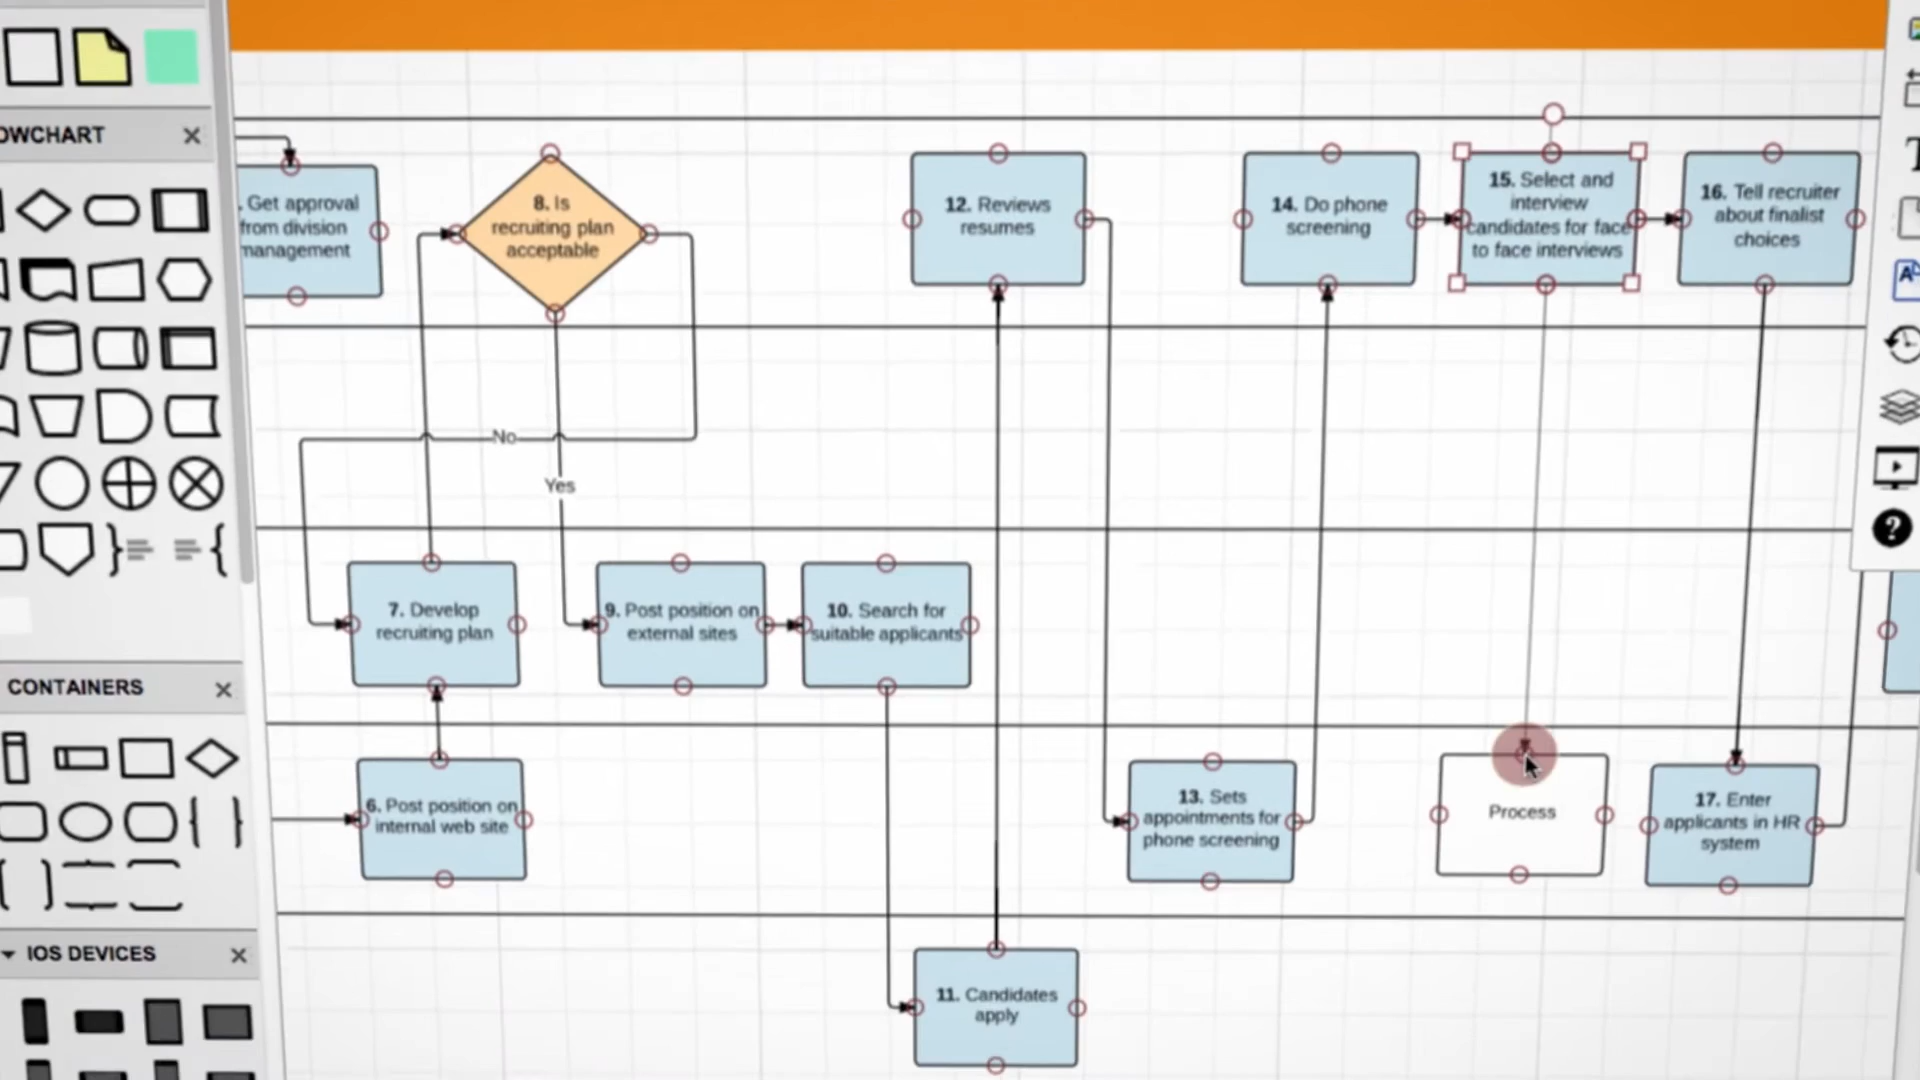 OWCHART
CONTAINERS
IOS DEVICES
. Get approval
from division
management
8. Is
recruiting plan
acceptable
12. Reviews
resumes
14. Do phone
screening
15. Select and
interview
candidates for face
to face interviews
16. Tell recruiter
about finalist
choices
No
Yes
7. Develop
recruiting plan
9. Post position on
external sites
10. Search for
suitable applicants
6. Post position on
internal web site
13. Sets
appointments for
phone screening
Process
17. Enter
applicants in HR
system
11. Candidates
apply
T
A
?